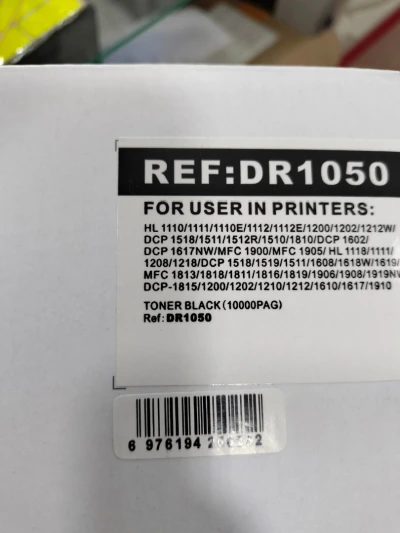 REF:DR1050
FOR USER IN PRINTERS:
HL 1110/1111/1110E/1112/1112E/1200/1202/1212W/
DCP 1518/1511/1512R/1510/1810/DCP 1602/
DCP 1617NW/MFC 1900/MFC 1905/ HL 1118/1111/
1208/1218/DCP 1518/1519/1511/1608/1618W/1619/
MFC 1813/1818/1811/1816/1819/1906/1908/1919NW
DCP-1815/1200/1202/1210/1212/1610/1617/1910
TONER BLACK (10000PAG)
Ref: DR1050
6 976194